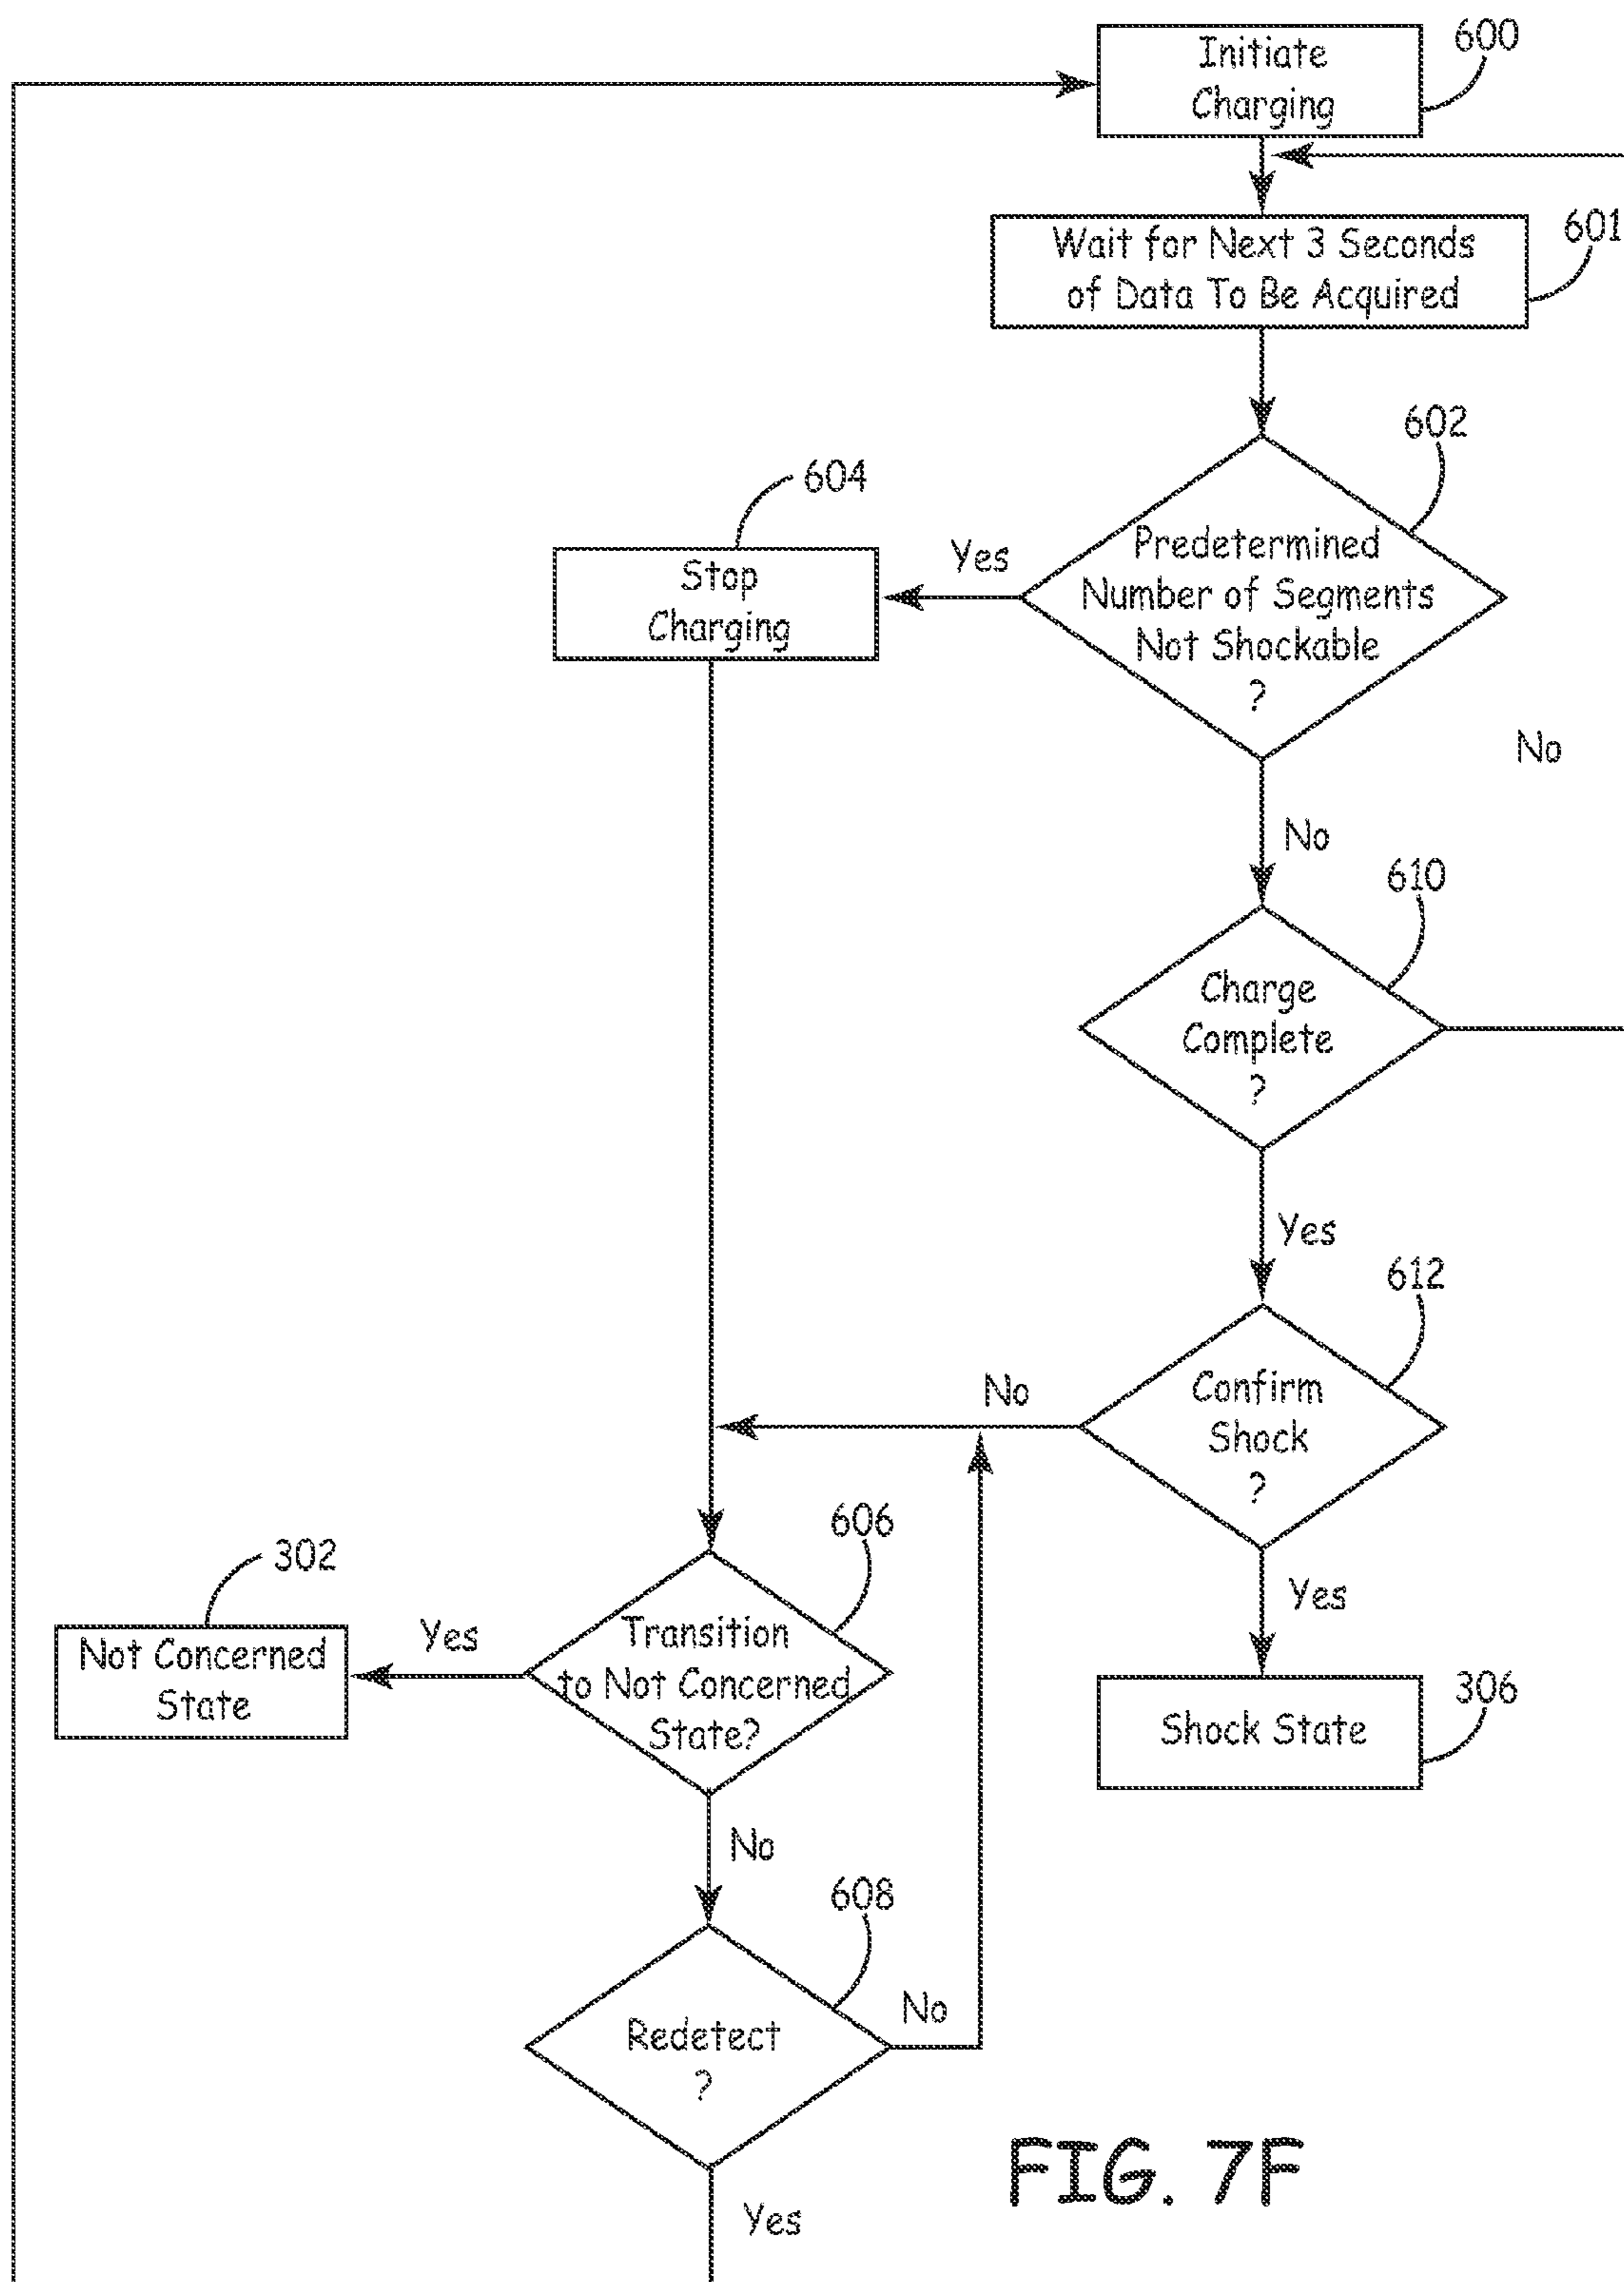 Initiate
Charging
600
Wait for Next 3 Seconds
of Data To Be Acquired
601
602
604
Stop
Charging
Yes
Predetermined
Number of Segments
Not Shockable
?
No
No
610
Charge
Complete
?
Yes
612
No
Confirm
Shock
?
606
302
Yes
Not Concerned
State
Yes
Transition
to Not Concerned
State?
306
Shock State
No
608
No
Redetect
?
Yes
FIG. 7F